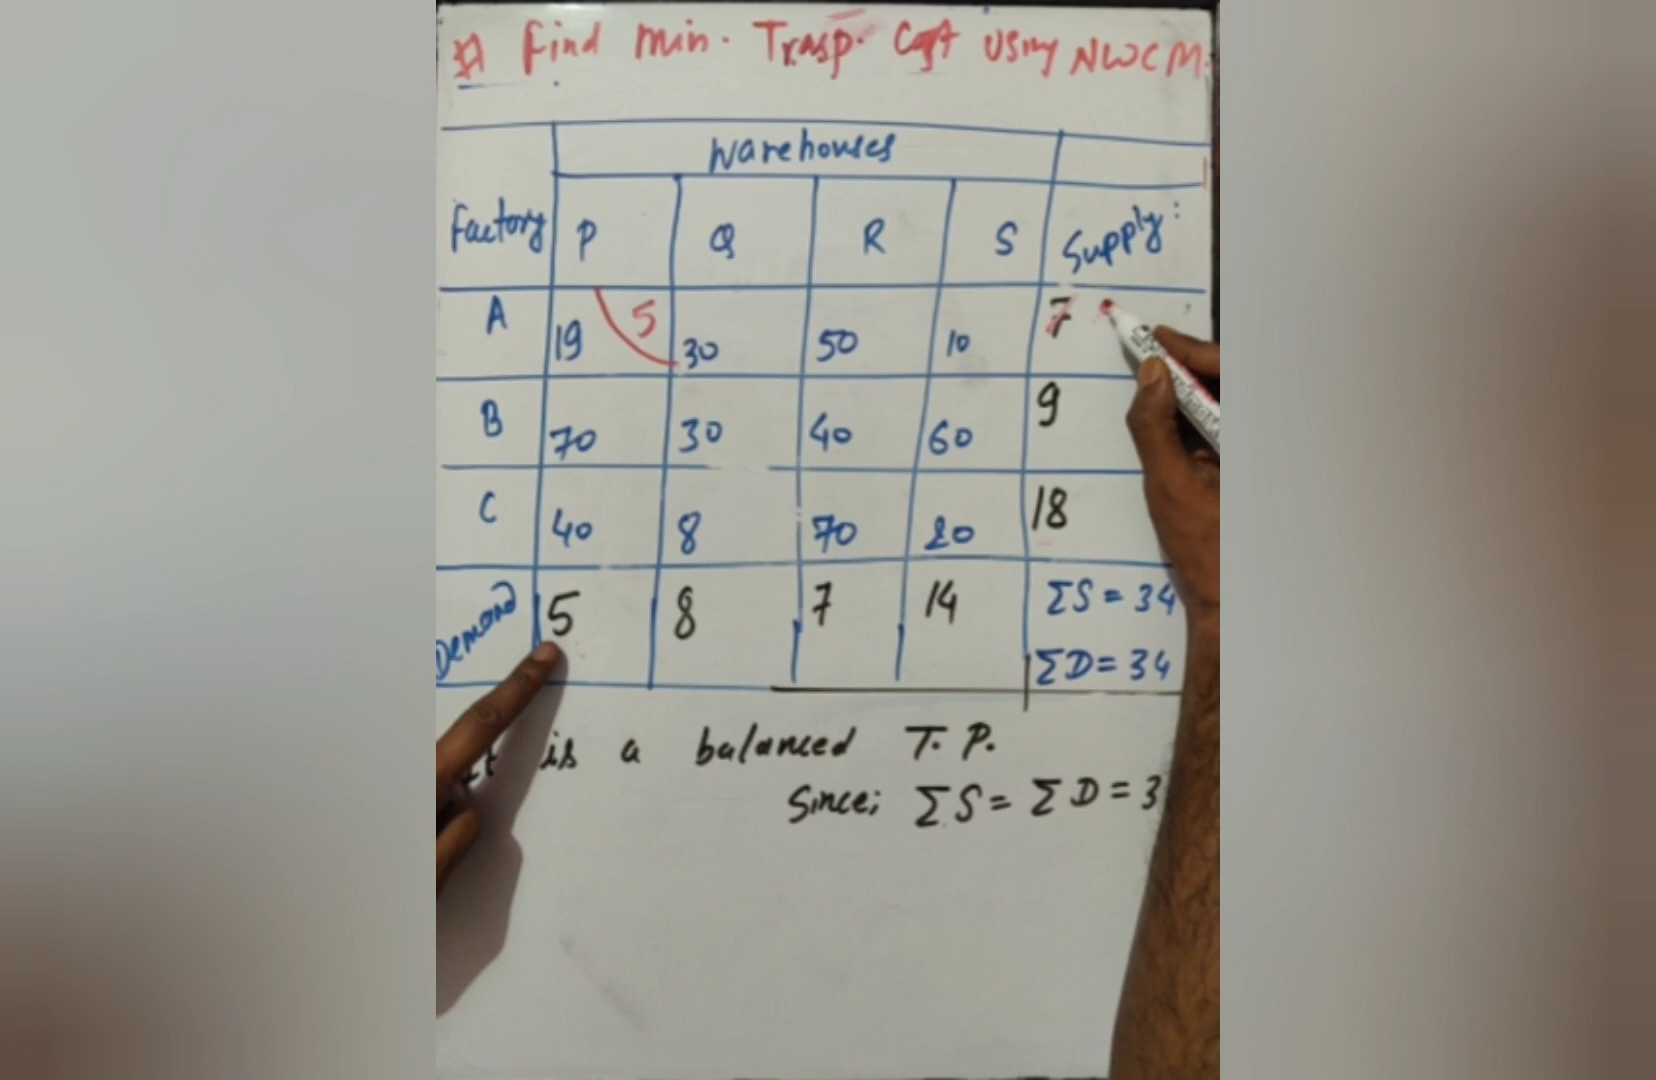 Find Min. Trasp. Cost Using NWCM.
Warehouses
Factory P Q R S Supply:
A 19 5 30 50 10 7
B 70 30 40 60 9
C 40 8 70 20 18
Demand 5 8 7 14 ΣS = 34
ΣD = 34
It is a balanced T.P.
Since; ΣS = ΣD = 3